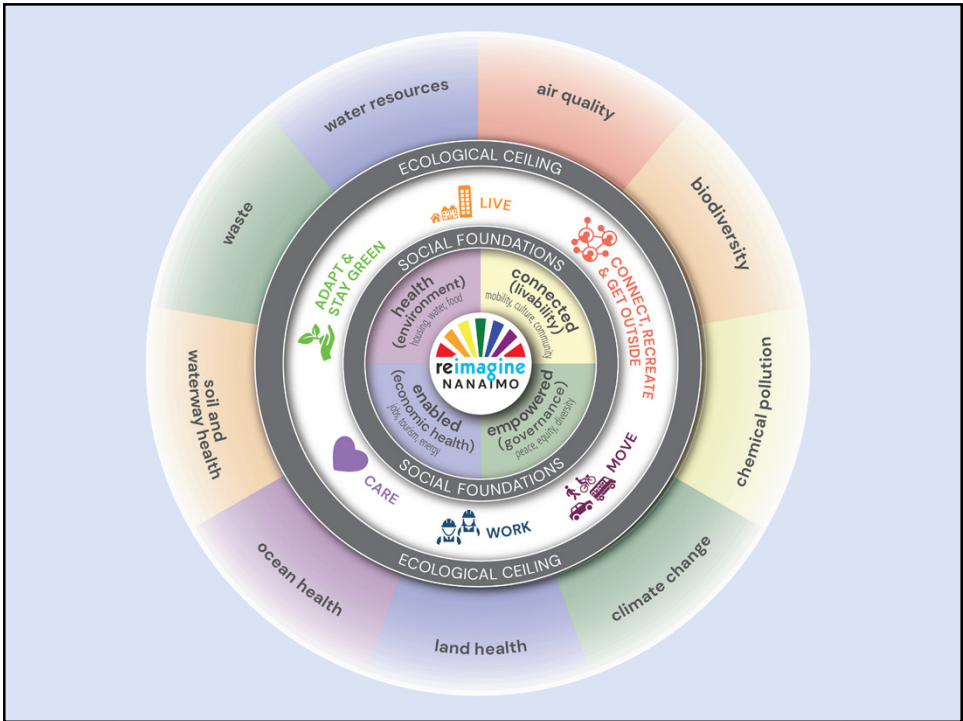 water resources
air quality
biodiversity
chemical pollution
climate change
land health
ocean health
soil and
waterway health
waste
ECOLOGICAL CEILING
LIVE
CONNECT, RECREATE
& GET OUTSIDE
MOVE
WORK
CARE
ADAPT &
STAY GREEN
SOCIAL FOUNDATIONS
health
(environment)
housing, water, food
connected
(livability)
mobility, culture, community
reimagine
NANAIMO
enabled
(economic health)
jobs, tourism, energy
empowered
(governance)
peace, equity, diversity
SOCIAL FOUNDATIONS
ECOLOGICAL CEILING